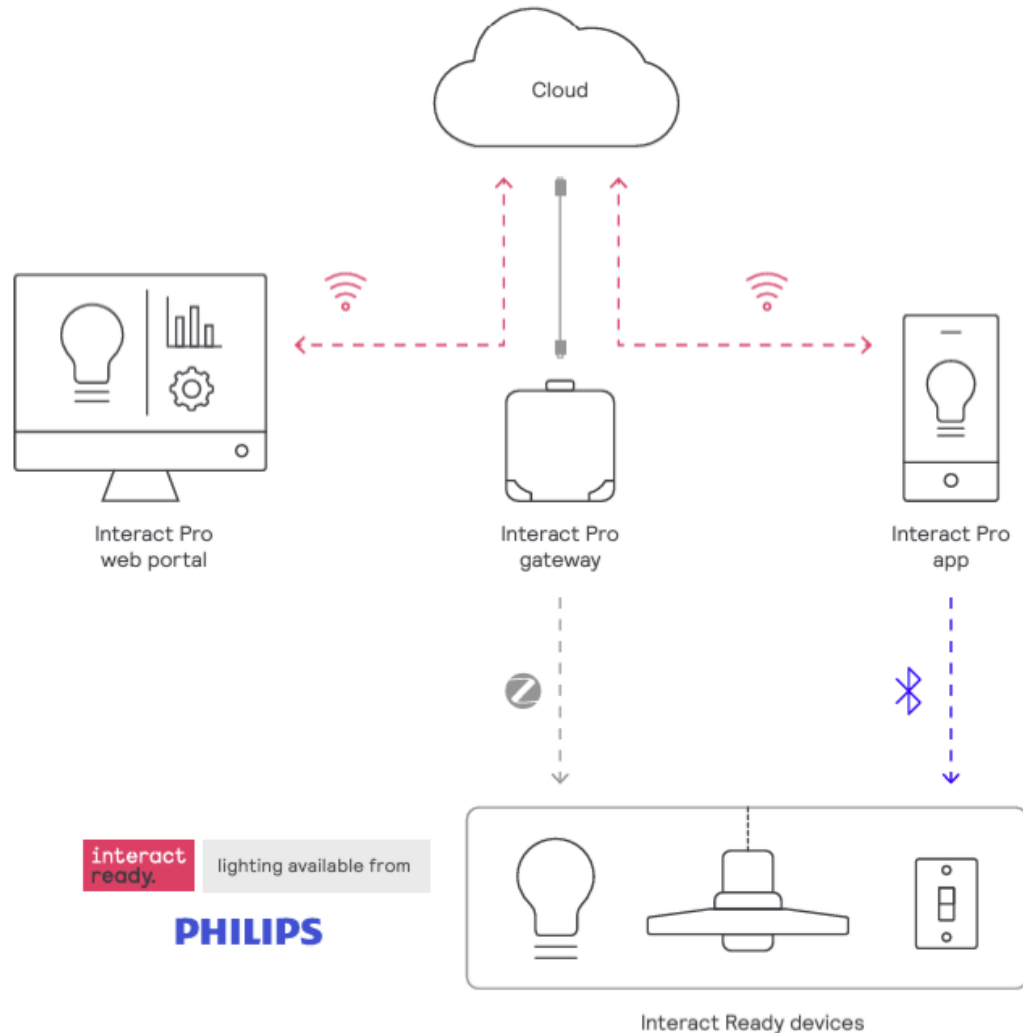 Cloud
Interact Pro
web portal
Interact Pro
gateway
Interact Pro
app
interact
ready.
lighting available from
PHILIPS
Interact Ready devices